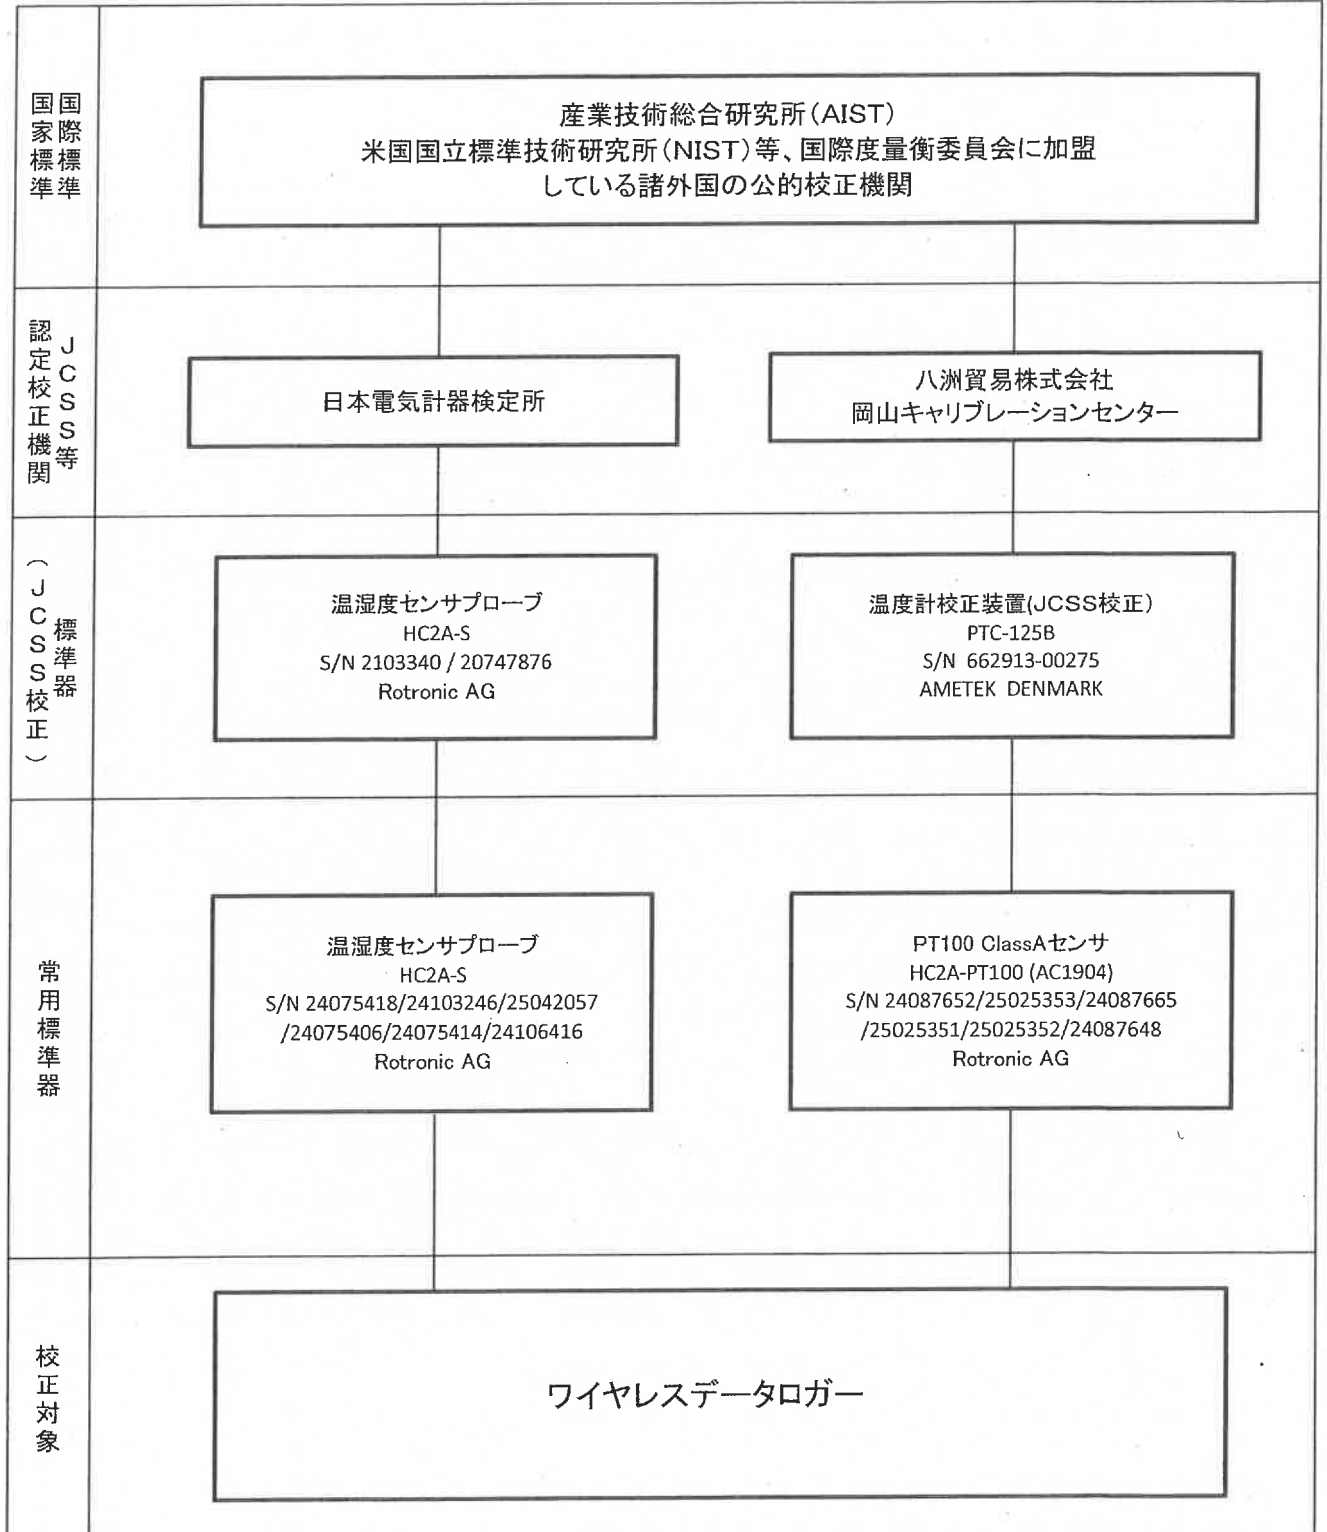 国際標準
国家標準
産業技術総合研究所(AIST)
米国国立標準技術研究所(NIST)等、国際度量衡委員会に加盟
している諸外国の公的校正機関
JCSS等
認定校正機関
日本電気計器検定所
八洲貿易株式会社
岡山キャリブレーションセンター
標準器
(JCSS校正)
温湿度センサプローブ
HC2A-S
S/N 2103340 / 20747876
Rotronic AG
温度計校正装置(JCSS校正)
PTC-125B
S/N 662913-00275
AMETEK DENMARK
常用標準器
温湿度センサプローブ
HC2A-S
S/N 24075418/24103246/25042057
/24075406/24075414/24106416
Rotronic AG
PT100 ClassAセンサ
HC2A-PT100 (AC1904)
S/N 24087652/25025353/24087665
/25025351/25025352/24087648
Rotronic AG
校正対象
ワイヤレスデータロガー